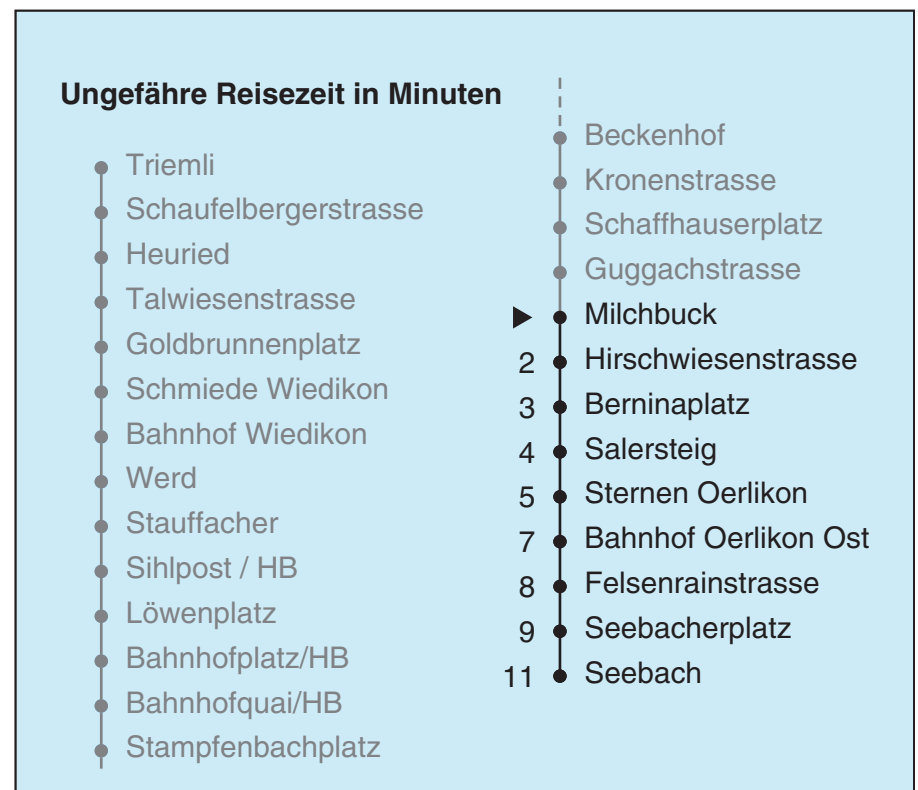 Ungefähre Reisezeit in Minuten
Triemli
Schaufelbergerstrasse
Heuried
Talwiesenstrasse
Goldbrunnenplatz
Schmiede Wiedikon
Bahnhof Wiedikon
Werd
Stauffacher
Sihlpost / HB
Löwenplatz
Bahnhofplatz/HB
Bahnhofquai/HB
Stampfenbachplatz
Beckenhof
Kronenstrasse
Schaffhauserplatz
Guggachstrasse
Milchbuck
2 Hirschwiesenstrasse
3 Berninaplatz
4 Salersteig
5 Sternen Oerlikon
7 Bahnhof Oerlikon Ost
8 Felsenrainstrasse
9 Seebacherplatz
11 Seebach